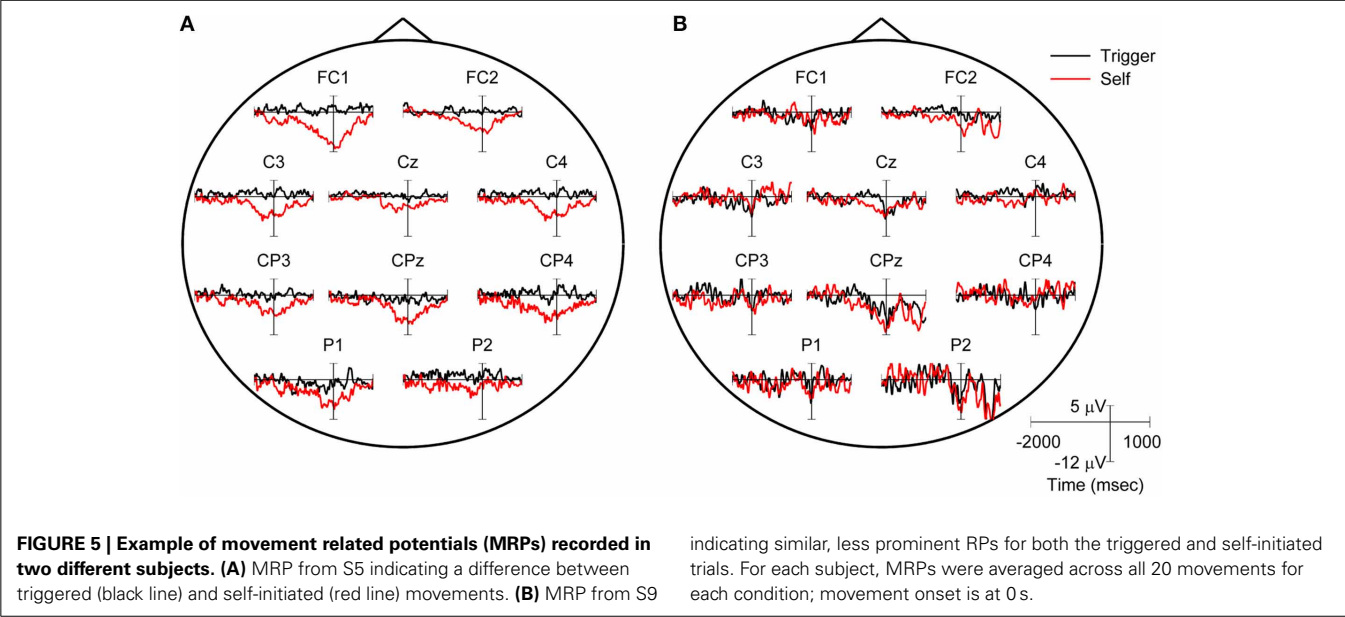 A
B
Trigger
Self
FC1
FC2
FC1
FC2
C3
Cz
C4
C3
Cz
C4
CP3
CPz
CP4
CP3
CPz
CP4
P1
P2
P1
P2
5 μV
-2000
1000
-12 μV
Time (msec)
FIGURE 5 | Example of movement related potentials (MRPs) recorded in
two different subjects. (A) MRP from S5 indicating a difference between
triggered (black line) and self-initiated (red line) movements. (B) MRP from S9
indicating similar, less prominent RPs for both the triggered and self-initiated
trials. For each subject, MRPs were averaged across all 20 movements for
each condition; movement onset is at 0 s.